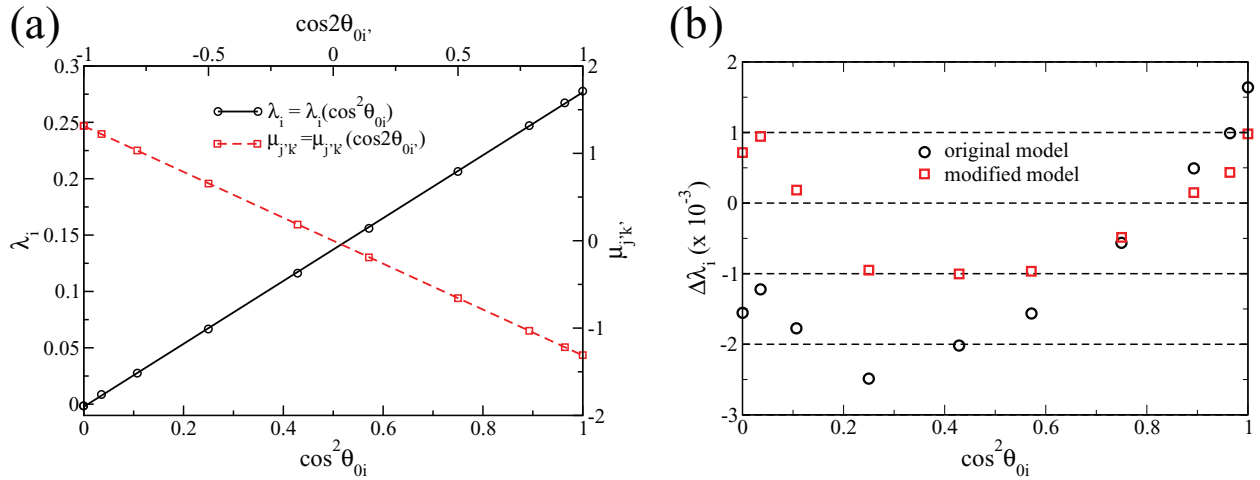 (a)
cos2θ0i'
-1 -0.5 0 0.5 1
0.3 2
λi = λi(cos²θ0i)
μj'k' = μj'k'(cos2θ0i')
0.25
1
0.2
λi 0.15 0 μj'k'
0.1
-1
0.05
0
-2
0 0.2 0.4 0.6 0.8 1
cos²θ0i
(b)
2
1
original model
modified model
0
Δλi (x 10⁻³)
-1
-2
-3
0 0.2 0.4 0.6 0.8 1
cos²θ0i